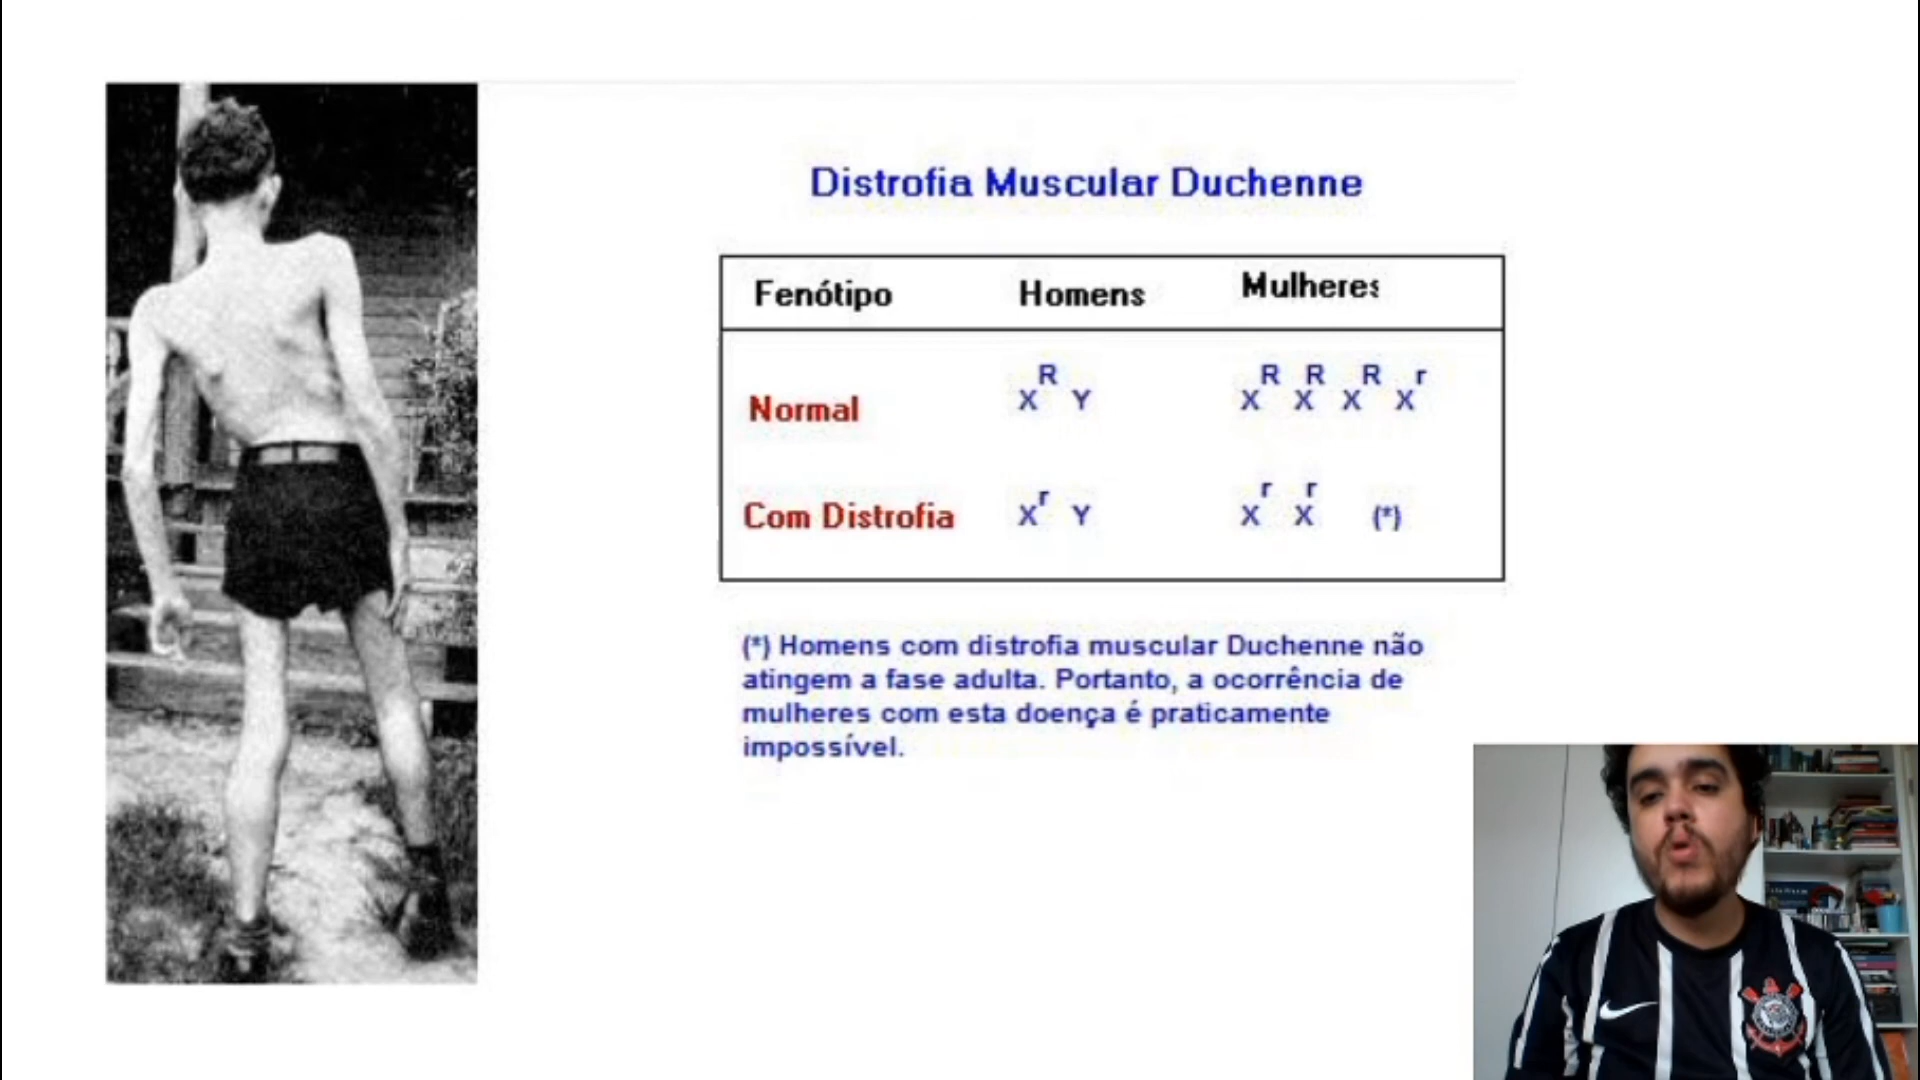 Distrofia Muscular Duchenne
Fenótipo Homens Mulheres
Normal X^R Y X^R X^R X^R X^r
Com Distrofia X^r Y X^r X^r (*)
(*) Homens com distrofia muscular Duchenne não
atingem a fase adulta. Portanto, a ocorrência de
mulheres com esta doença é praticamente
impossível.